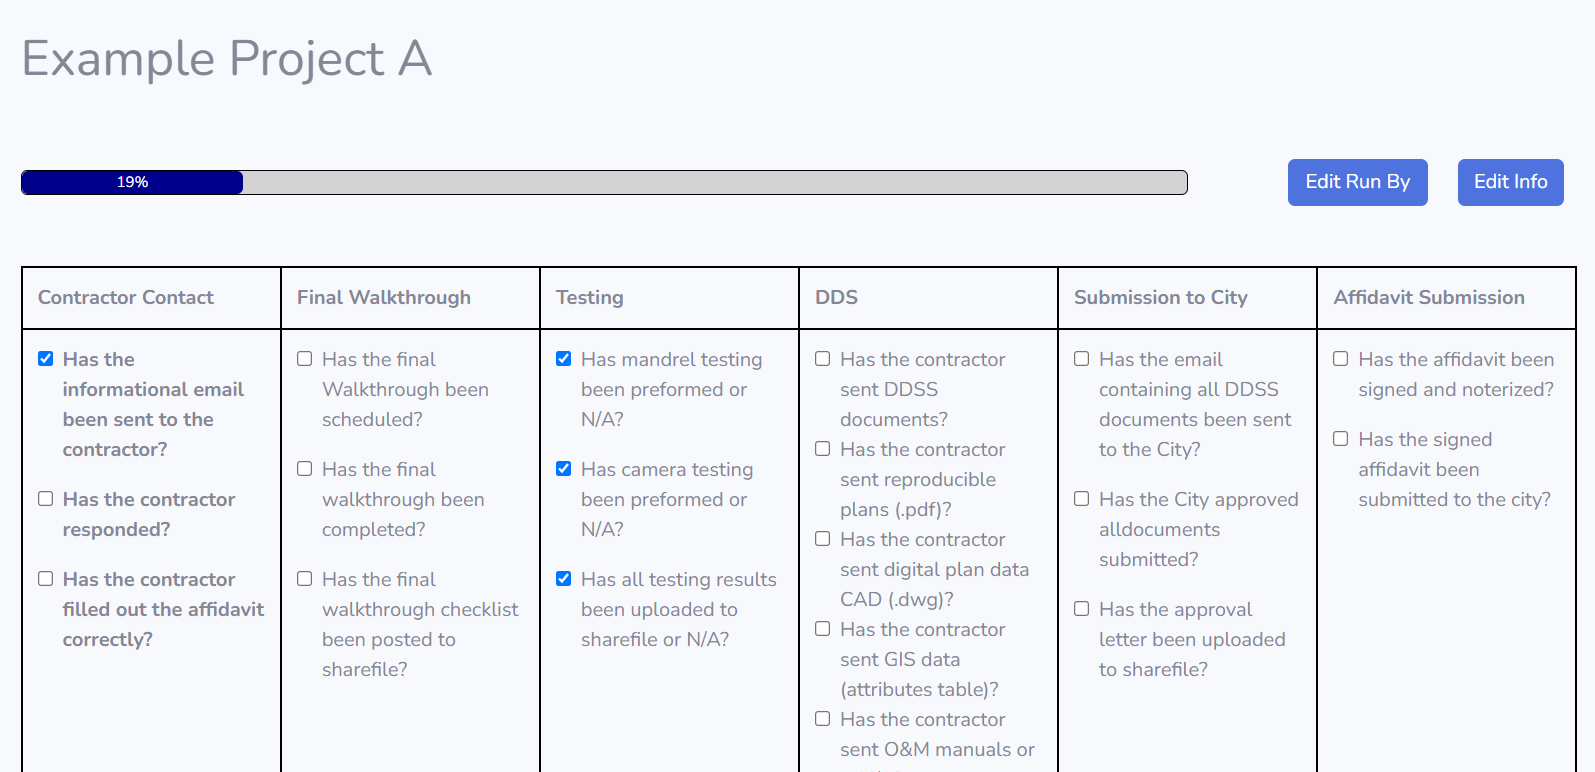 Example Project A
19%
Edit Run By
Edit Info
Contractor Contact
Final Walkthrough
Testing
DDS
Submission to City
Affidavit Submission
Has the
informational email
been sent to the
contractor?
Has the contractor
responded?
Has the contractor
filled out the affidavit
correctly?
Has the final
Walkthrough been
scheduled?
Has the final
walkthrough been
completed?
Has the final
walkthrough checklist
been posted to
sharefile?
Has mandrel testing
been preformed or
N/A?
Has camera testing
been preformed or
N/A?
Has all testing results
been uploaded to
sharefile or N/A?
Has the contractor
sent DDSS
documents?
Has the contractor
sent reproducible
plans (.pdf)?
Has the contractor
sent digital plan data
CAD (.dwg)?
Has the contractor
sent GIS data
(attributes table)?
Has the contractor
sent O&M manuals or
Has the email
containing all DDSS
documents been sent
to the City?
Has the City approved
alldocuments
submitted?
Has the approval
letter been uploaded
to sharefile?
Has the affidavit been
signed and noterized?
Has the signed
affidavit been
submitted to the city?